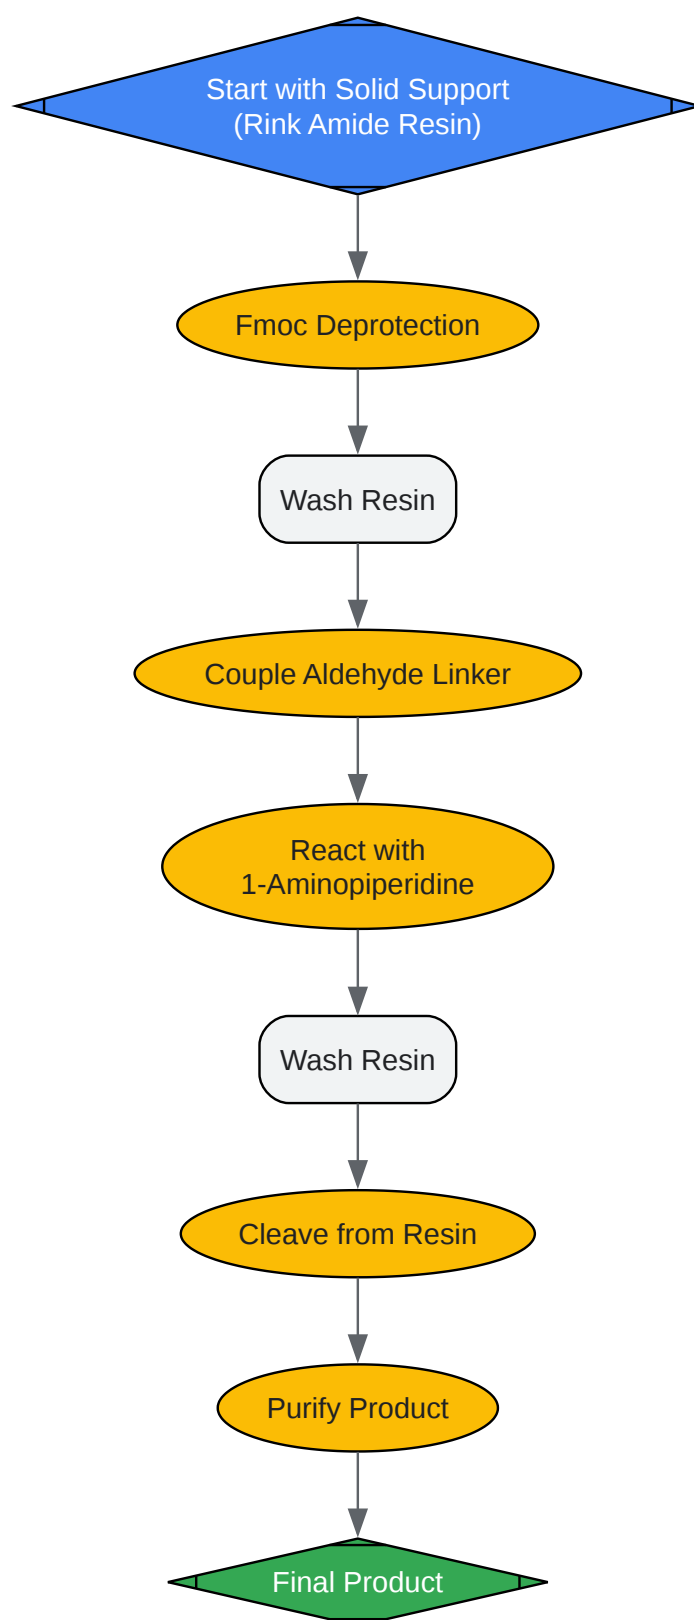 Start with Solid Support
(Rink Amide Resin)
Fmoc Deprotection
Wash Resin
Couple Aldehyde Linker
React with
1-Aminopiperidine
Wash Resin
Cleave from Resin
Purify Product
Final Product